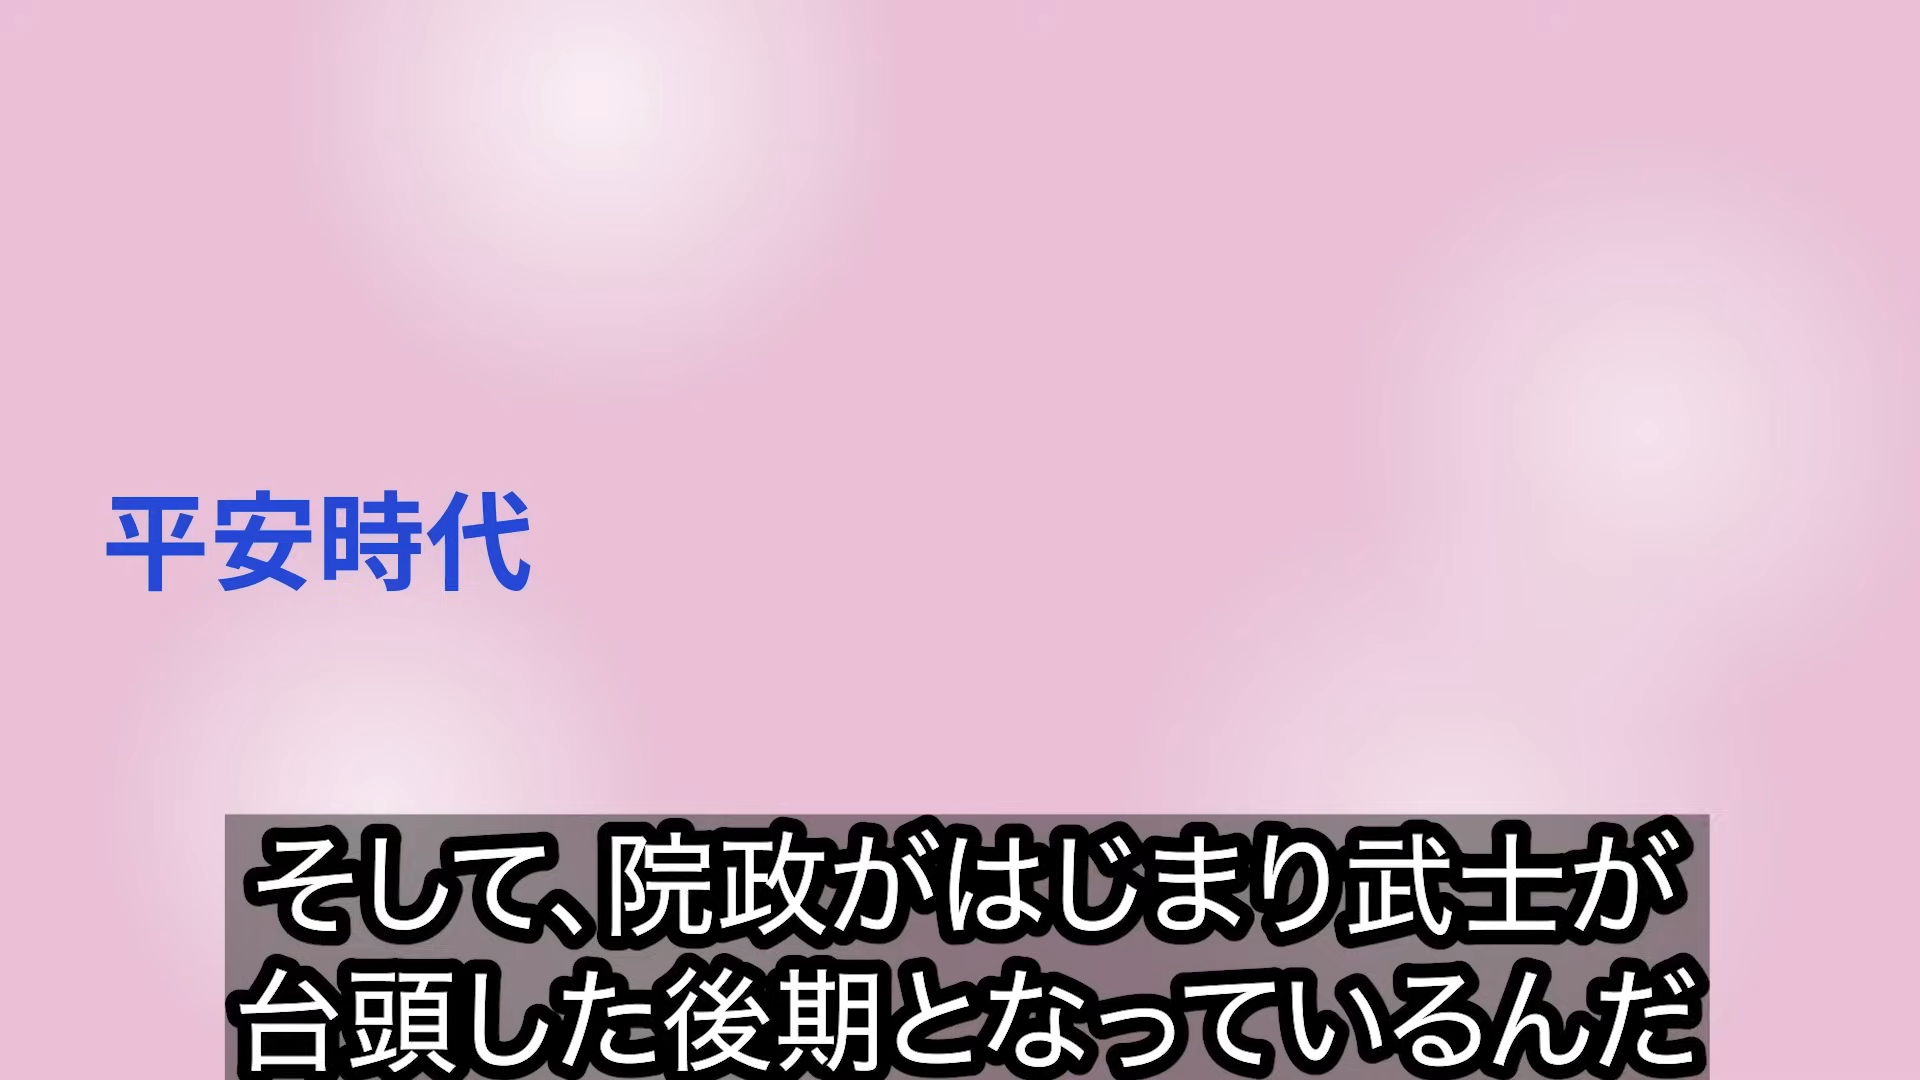 平安時代
そして、院政がはじまり武士が
台頭した後期となっているんだ